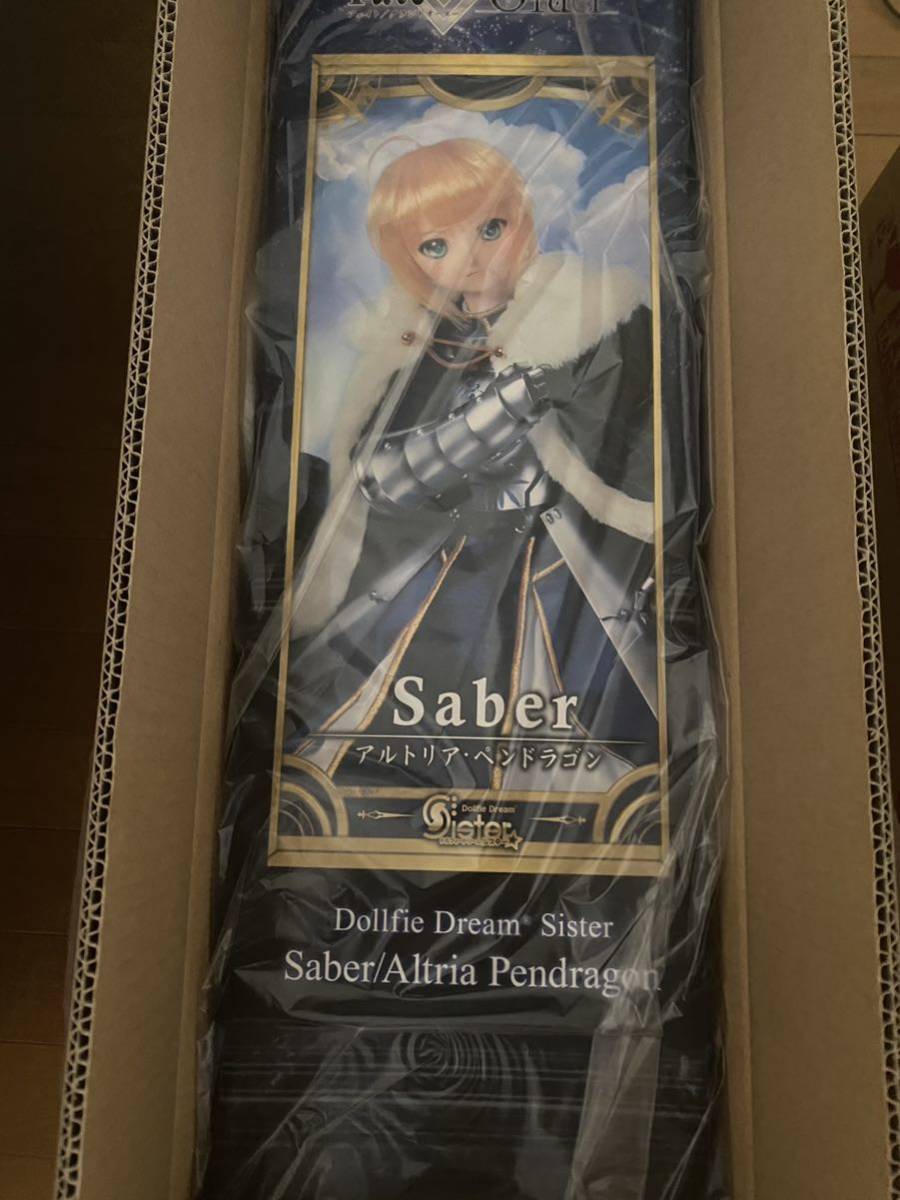 Order
Saber
アルトリア・ペンドラゴン
Dollfie Dream
Sister
Dollfie Dream® Sister
Saber/Altria Pendragon